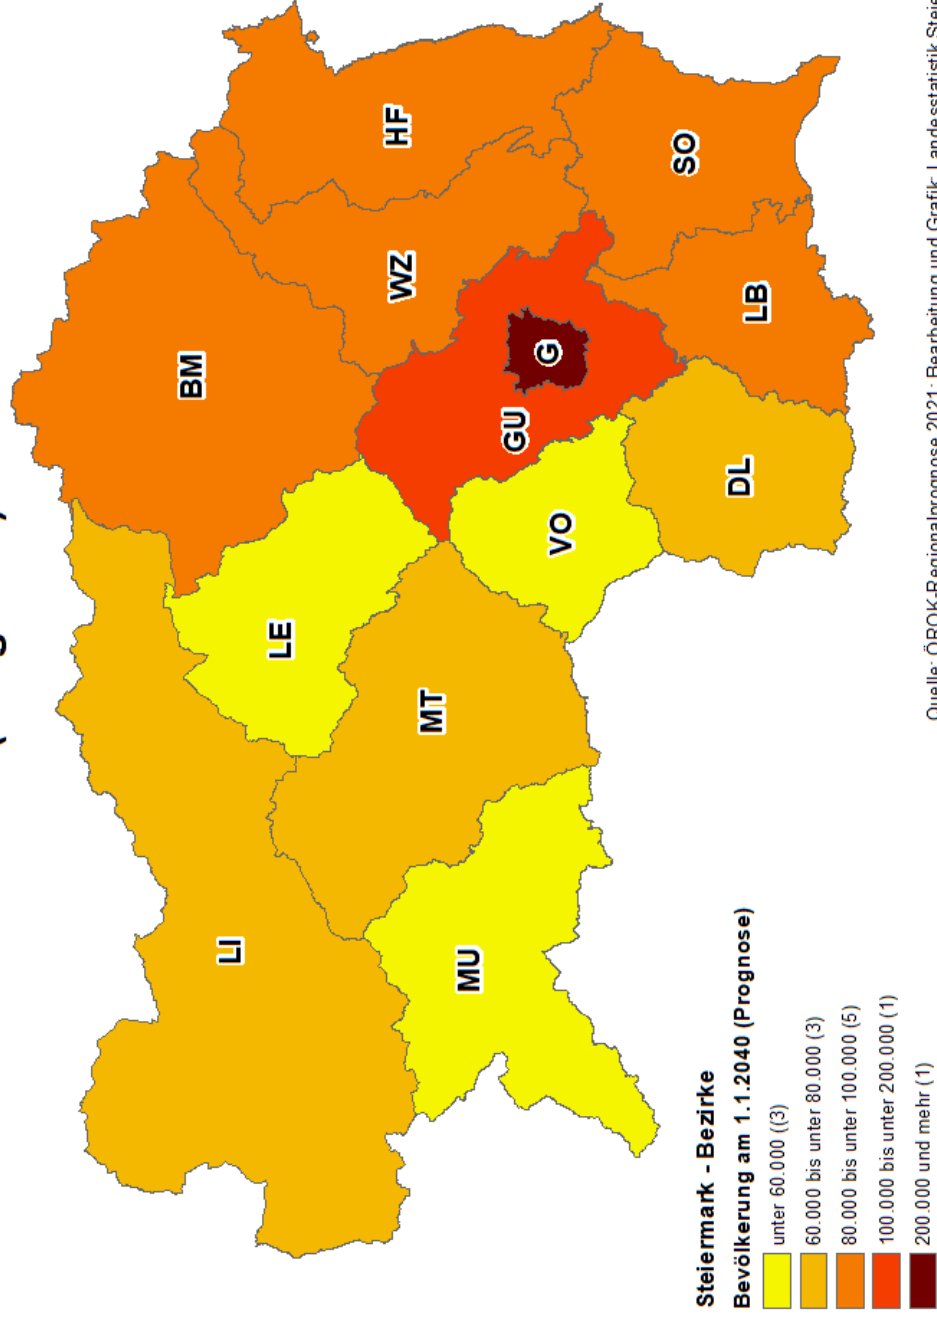 LI
BM
LE
HF
WZ
MU
MT
GU
G
VO
SO
DL
LB
Steiermark - Bezirke
Bevölkerung am 1.1.2040 (Prognose)
unter 60.000 ((3)
60.000 bis unter 80.000 (3)
80.000 bis unter 100.000 (5)
100.000 bis unter 200.000 (1)
200.000 und mehr (1)
Quelle: ÖROK-Regionalprognose 2021; Bearbeitung und Grafik: Landesstatistik